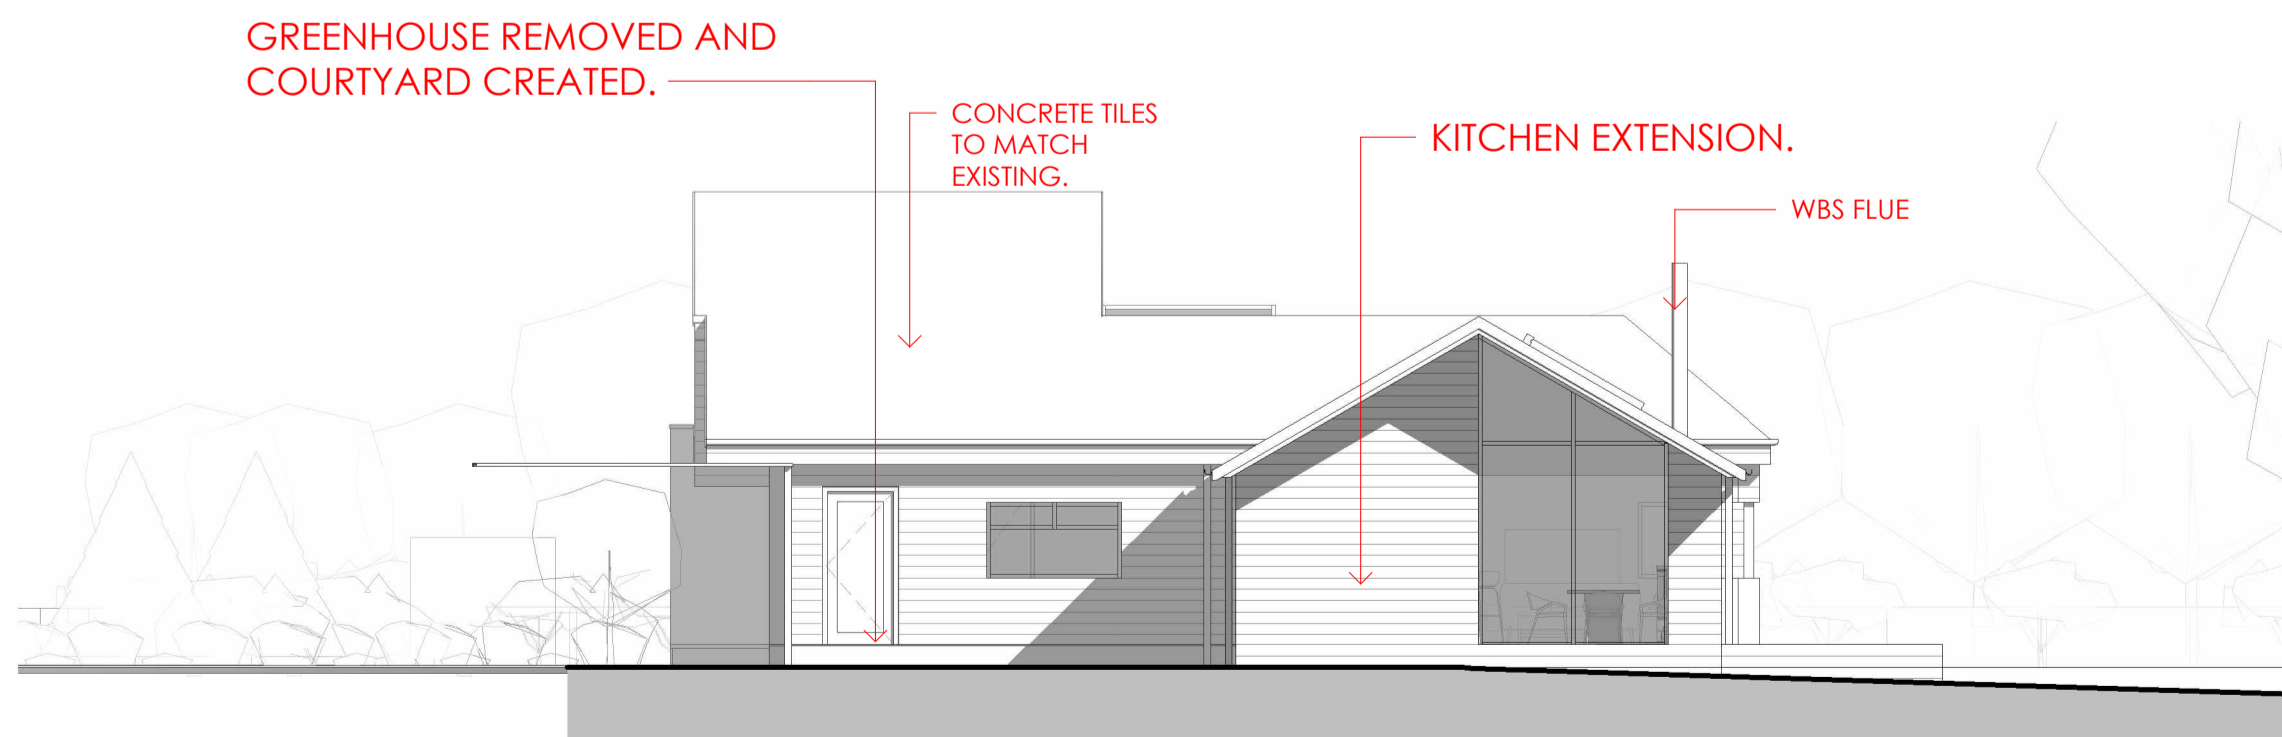 GREENHOUSE REMOVED AND
COURTYARD CREATED.
CONCRETE TILES
TO MATCH
EXISTING.
KITCHEN EXTENSION.
WBS FLUE